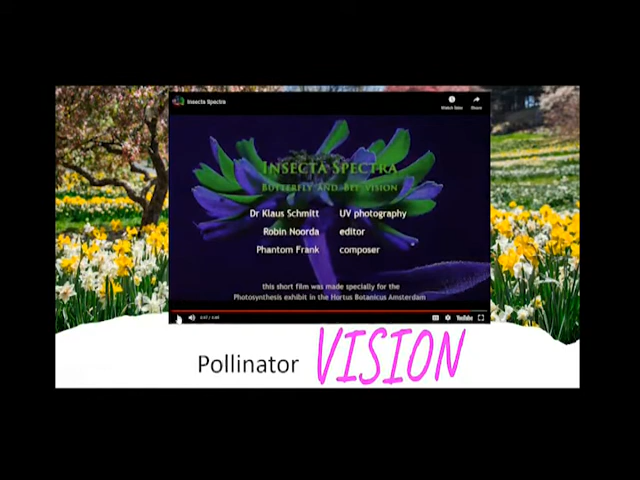 Insecta Spectra
Watch later
Share
INSECTA SPECTRA
BUTTERFLY AND BEE VISION
Dr Klaus Schmitt UV photography
Robin Noorda editor
Phantom Frank composer
this short film was made specially for the
Photosynthesis exhibit in the Hortus Botanicus Amsterdam
YouTube
Pollinator VISION